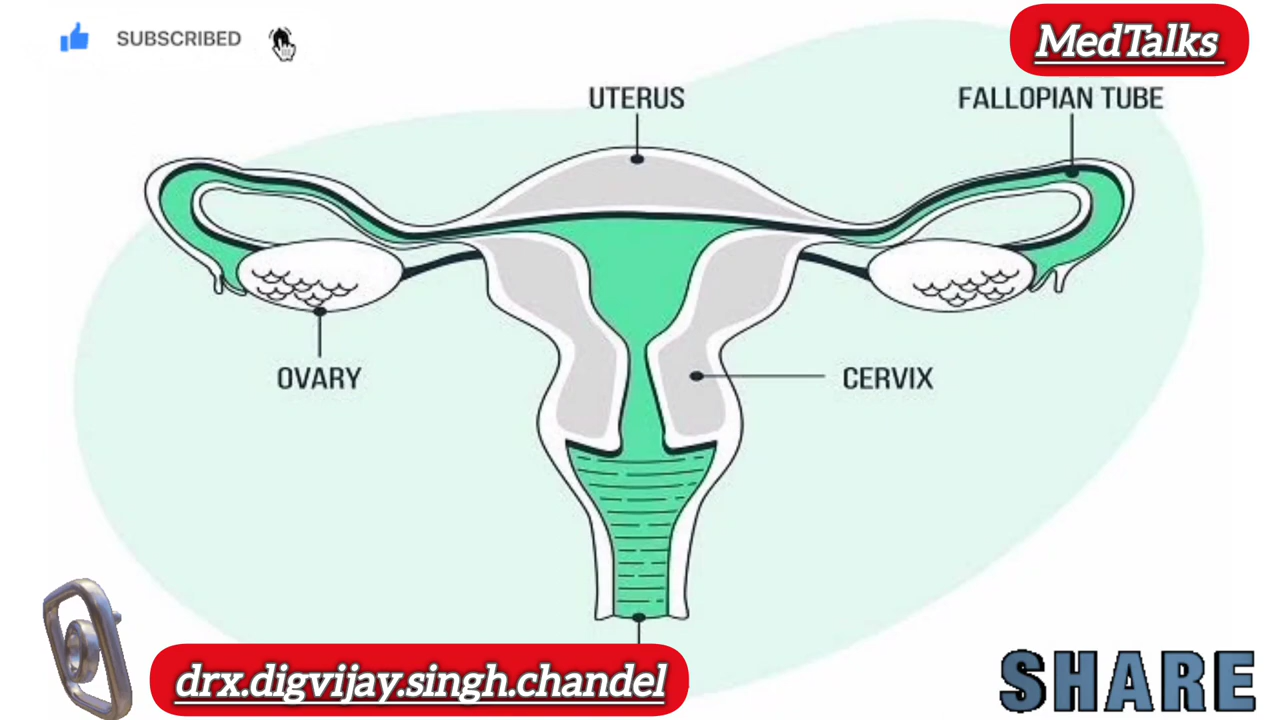 SUBSCRIBED
MedTalks
UTERUS
FALLOPIAN TUBE
OVARY
CERVIX
drx.digvijay.singh.chandel
SHARE